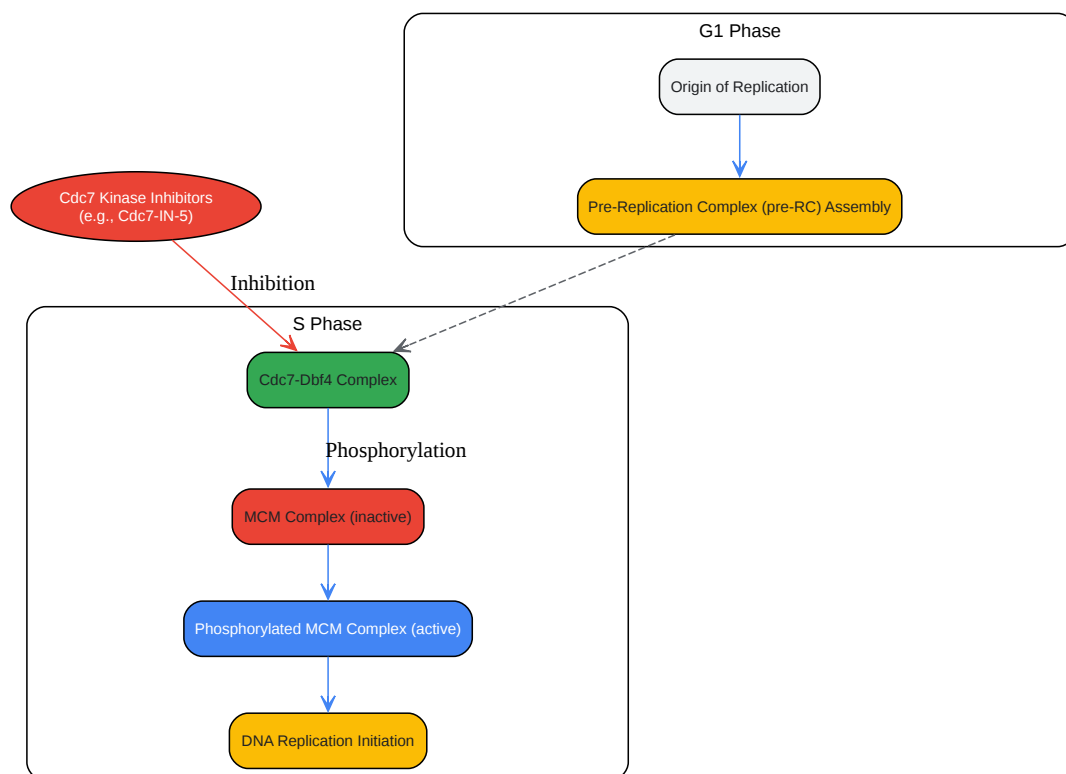 G1 Phase
Origin of Replication
Pre-Replication Complex (pre-RC) Assembly
Cdc7 Kinase Inhibitors
(e.g., Cdc7-IN-5)
Inhibition
S Phase
Cdc7-Dbf4 Complex
Phosphorylation
MCM Complex (inactive)
Phosphorylated MCM Complex (active)
DNA Replication Initiation